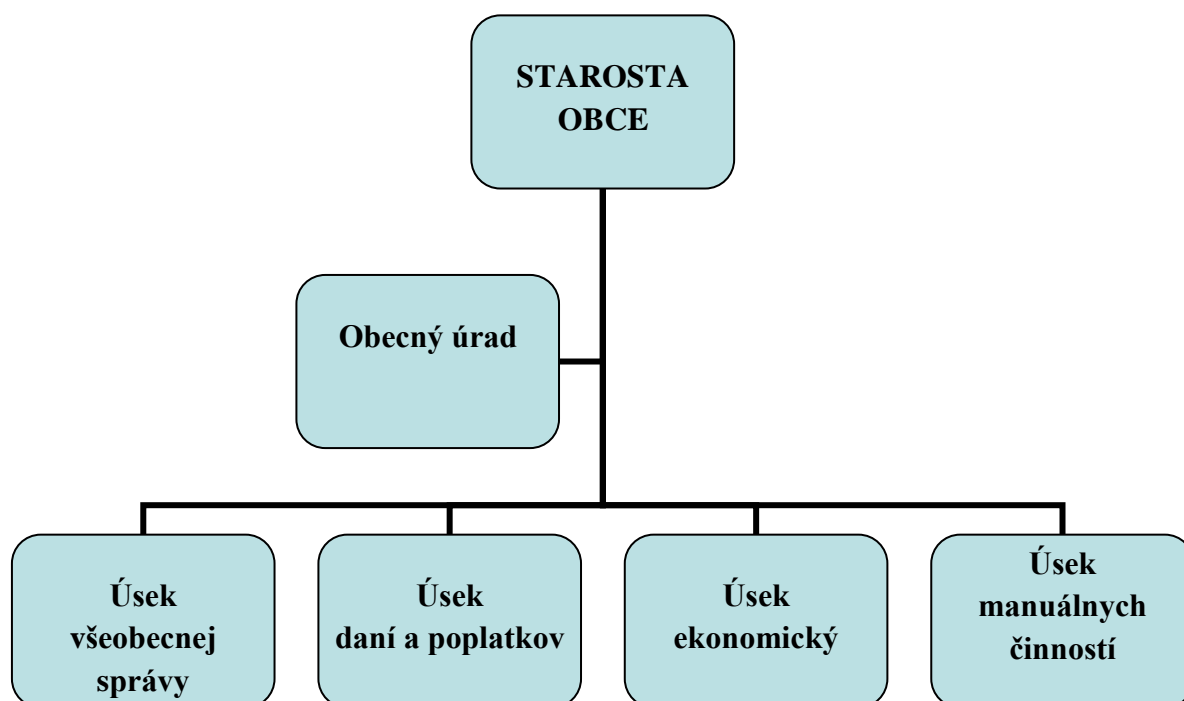 STAROSTA
OBCE
Obecný úrad
Úsek
všeobecnej
správy
Úsek
daní a poplatkov
Úsek
ekonomický
Úsek
manuálnych
činností